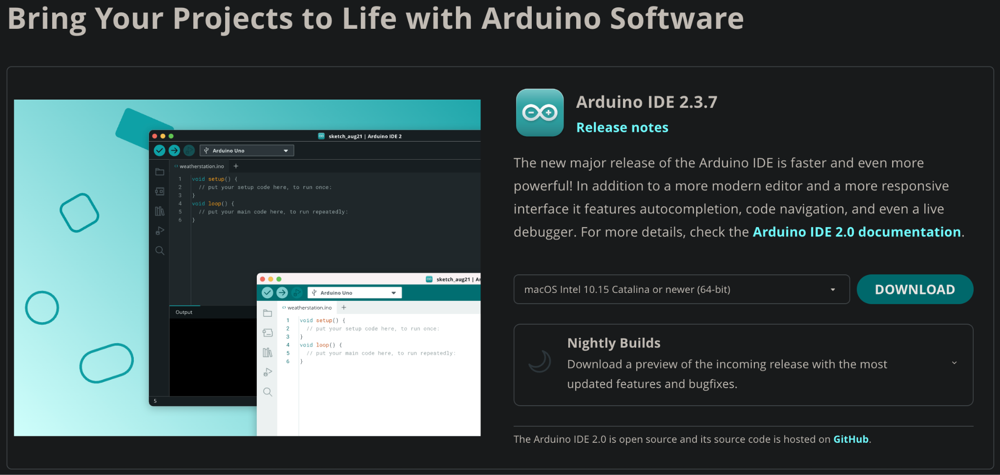 Bring Your Projects to Life with Arduino Software
sketch_aug21 | Arduino IDE 2
Arduino Uno
weatherstation.ino +
1 void setup() {
2 // put your setup code here, to run once:
3 }
4 void loop() {
5 // put your main code here, to run repeatedly:
6 }
Output
5
sketch_aug21 | Ar
Arduino Uno
weatherstation.ino +
1 void setup() {
2 // put your setup code here, to run once:
3 }
4 void loop() {
5 // put your main code here, to run repeatedly:
6 }
Arduino IDE 2.3.7
Release notes
The new major release of the Arduino IDE is faster and even more
powerful! In addition to a more modern editor and a more responsive
interface it features autocompletion, code navigation, and even a live
debugger. For more details, check the Arduino IDE 2.0 documentation.
macOS Intel 10.15 Catalina or newer (64-bit)
DOWNLOAD
Nightly Builds
Download a preview of the incoming release with the most
updated features and bugfixes.
The Arduino IDE 2.0 is open source and its source code is hosted on GitHub.